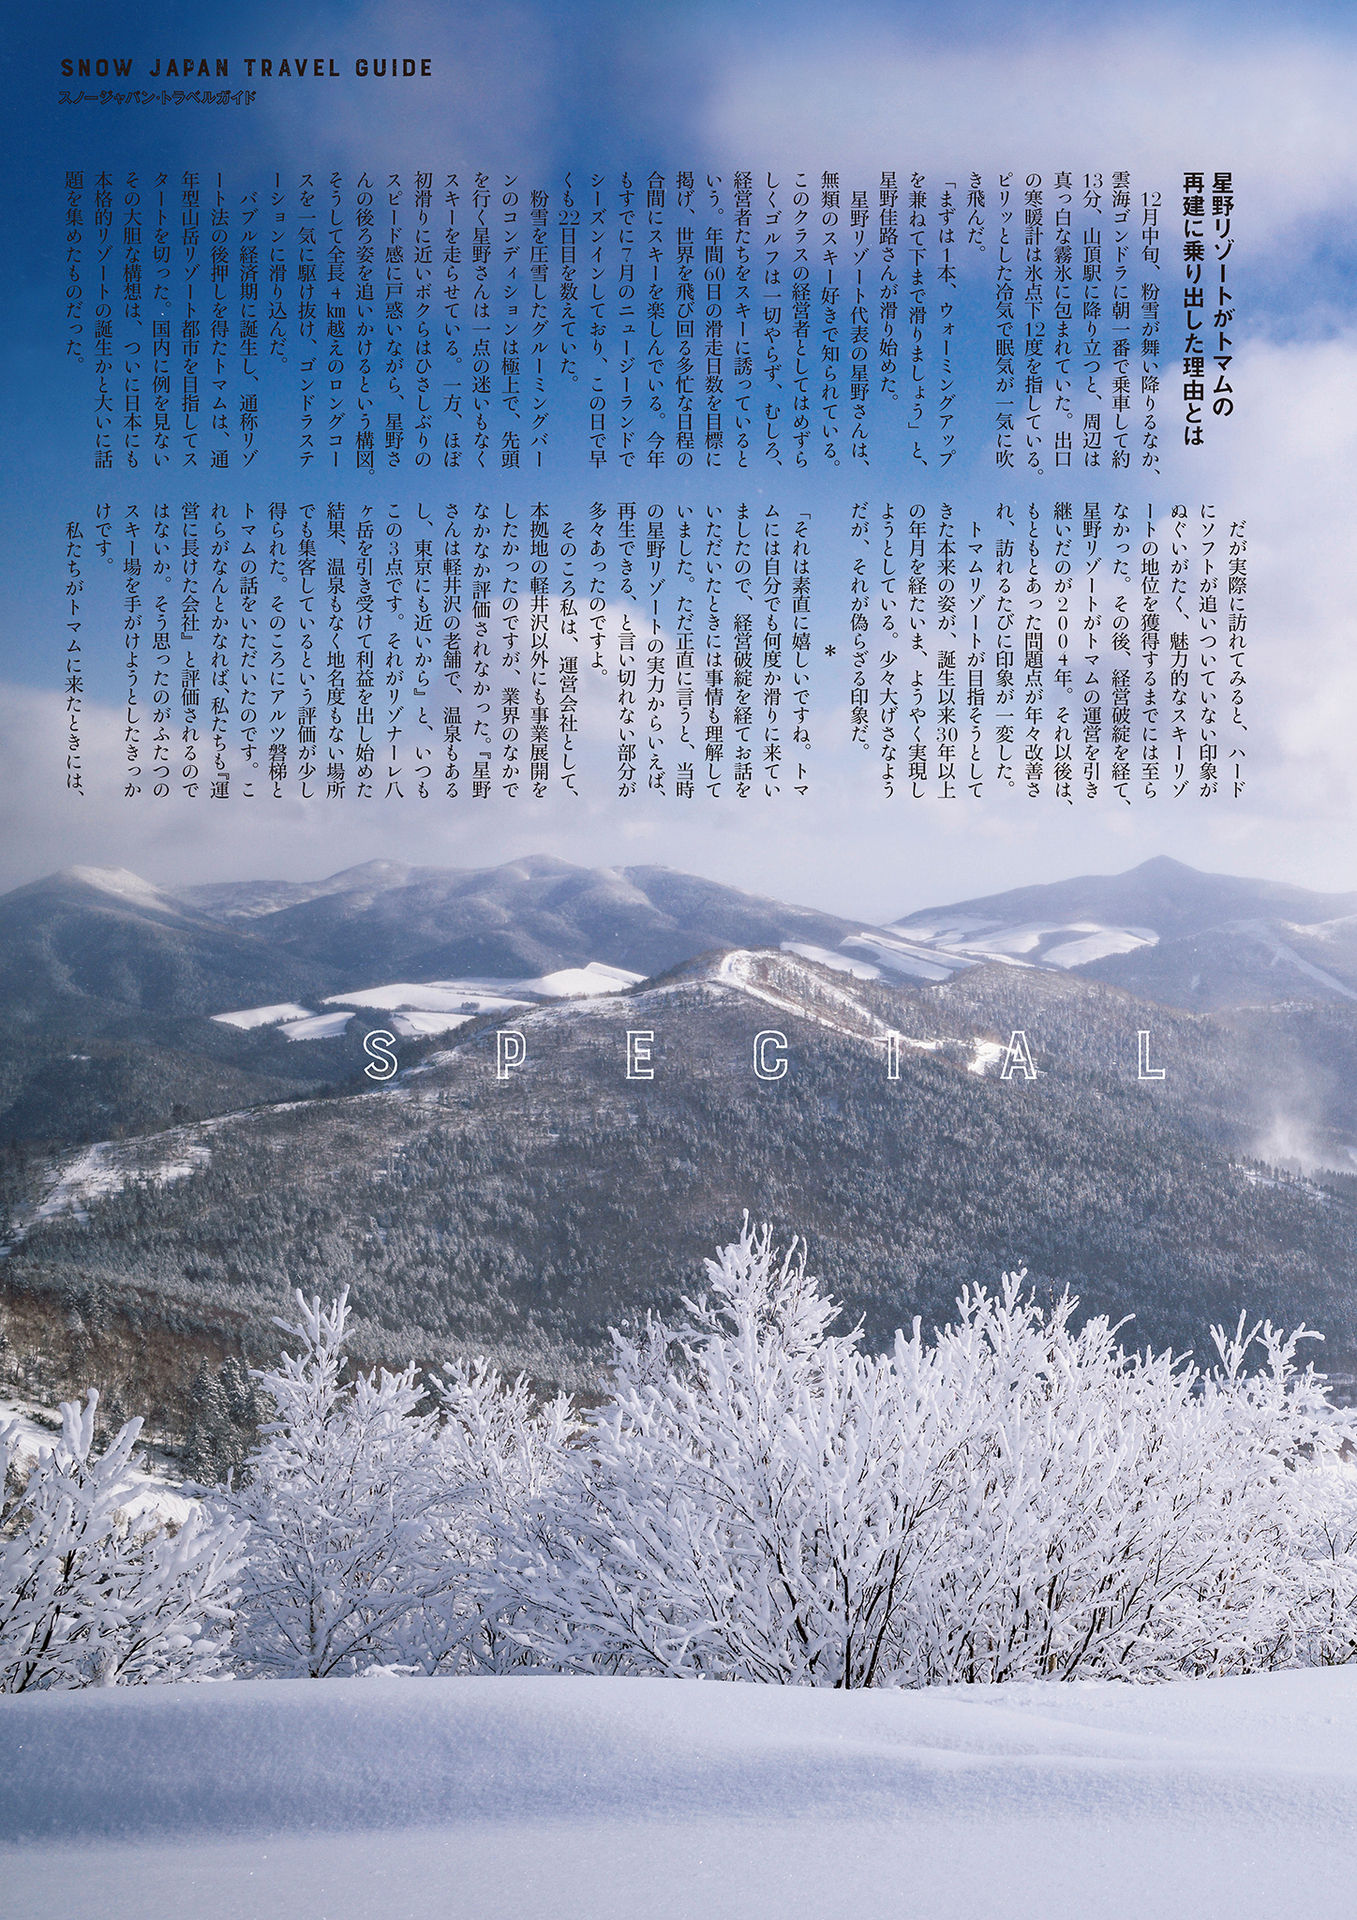 SNOW JAPAN TRAVEL GUIDE
スノージャパン・トラベルガイド
星野リゾートがトマムの
再建に乗り出した理由とは
12月中旬、粉雪が舞い降りるなか、
雲海ゴンドラに朝一番で乗車して約
13分、山頂駅に降り立つと、周辺は
真っ白な霧氷に包まれていた。出口
の寒暖計は氷点下12度を指している。
ピリッとした冷気で眠気が一気に吹
き飛んだ。
「まずは1本、ウォーミングアップ
を兼ねて下まで滑りましょう」と、
星野佳路さんが滑り始めた。
星野リゾート代表の星野さんは、
無類のスキー好きで知られている。
このクラスの経営者としてはめずら
しくゴルフは一切やらず、むしろ、
経営者たちをスキーに誘っていると
いう。年間60日の滑走日数を目標に
掲げ、世界を飛び回る多忙な日程の
合間にスキーを楽しんでいる。今年
もすでに7月のニュージーランドで
シーズンインしており、この日で早
くも22日目を数えていた。
粉雪を圧雪したグルーミングバー
ンのコンディションは極上で、先頭
を行く星野さんは一点の迷いもなく
スキーを走らせている。一方、ほぼ
初滑りに近いボクらはひさしぶりの
スピード感に戸惑いながら、星野さ
んの後ろ姿を追いかけるという構図。
そうして全長4km越えのロングコー
スを一気に駆け抜け、ゴンドラステ
ーションに滑り込んだ。
バブル経済期に誕生し、通称リゾ
ート法の後押しを得たトマムは、通
年型山岳リゾート都市を目指してス
タートを切った。国内に例を見ない
その大胆な構想は、ついに日本にも
本格的リゾートの誕生かと大いに話
題を集めたものだった。
だが実際に訪れてみると、ハード
にソフトが追いついていない印象が
ぬぐいがたく、魅力的なスキーリゾ
ートの地位を獲得するまでには至ら
なかった。その後、経営破綻を経て、
星野リゾートがトマムの運営を引き
継いだのが2004年。それ以後は、
もともとあった問題点が年々改善さ
れ、訪れるたびに印象が一変した。
トマムリゾートが目指そうとして
きた本来の姿が、誕生以来30年以上
の年月を経たいま、ようやく実現し
ようとしている。少々大げさなよう
だが、それが偽らざる印象だ。
*
「それは素直に嬉しいですね。トマ
ムには自分でも何度か滑りに来てい
ましたので、経営破綻を経てお話を
いただいたときには事情も理解して
いました。ただ正直に言うと、当時
の星野リゾートの実力からいえば、
再生できる、と言い切れない部分が
多々あったのですよ。
そのころ私は、運営会社として、
本拠地の軽井沢以外にも事業展開を
したかったのですが、業界のなかで
なかなか評価されなかった。『星野
さんは軽井沢の老舗で、温泉もある
し、東京にも近いから』と、いつも
この3点です。それがリゾナーレ八
ヶ岳を引き受けて利益を出し始めた
結果、温泉もなく地名度もない場所
でも集客しているという評価が少し
得られた。そのころにアルツ磐梯と
トマムの話をいただいたのです。こ
れらがなんとかなれば、私たちも『運
営に長けた会社』と評価されるので
はないか。そう思ったのがふたつの
スキー場を手がけようとしたきっか
けです。
私たちがトマムに来たときには、
SPECIAL